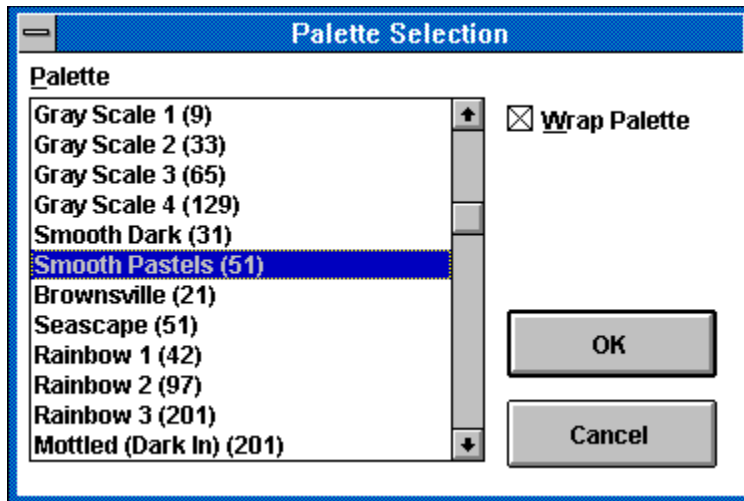 Palette Selection
Palette
Gray Scale 1 (9)
Gray Scale 2 (33)
Gray Scale 3 (65)
Gray Scale 4 (129)
Smooth Dark (31)
Smooth Pastels (51)
Brownsville (21)
Seascape (51)
Rainbow 1 (42)
Rainbow 2 (97)
Rainbow 3 (201)
Mottled (Dark In) (201)
Wrap Palette
OK
Cancel